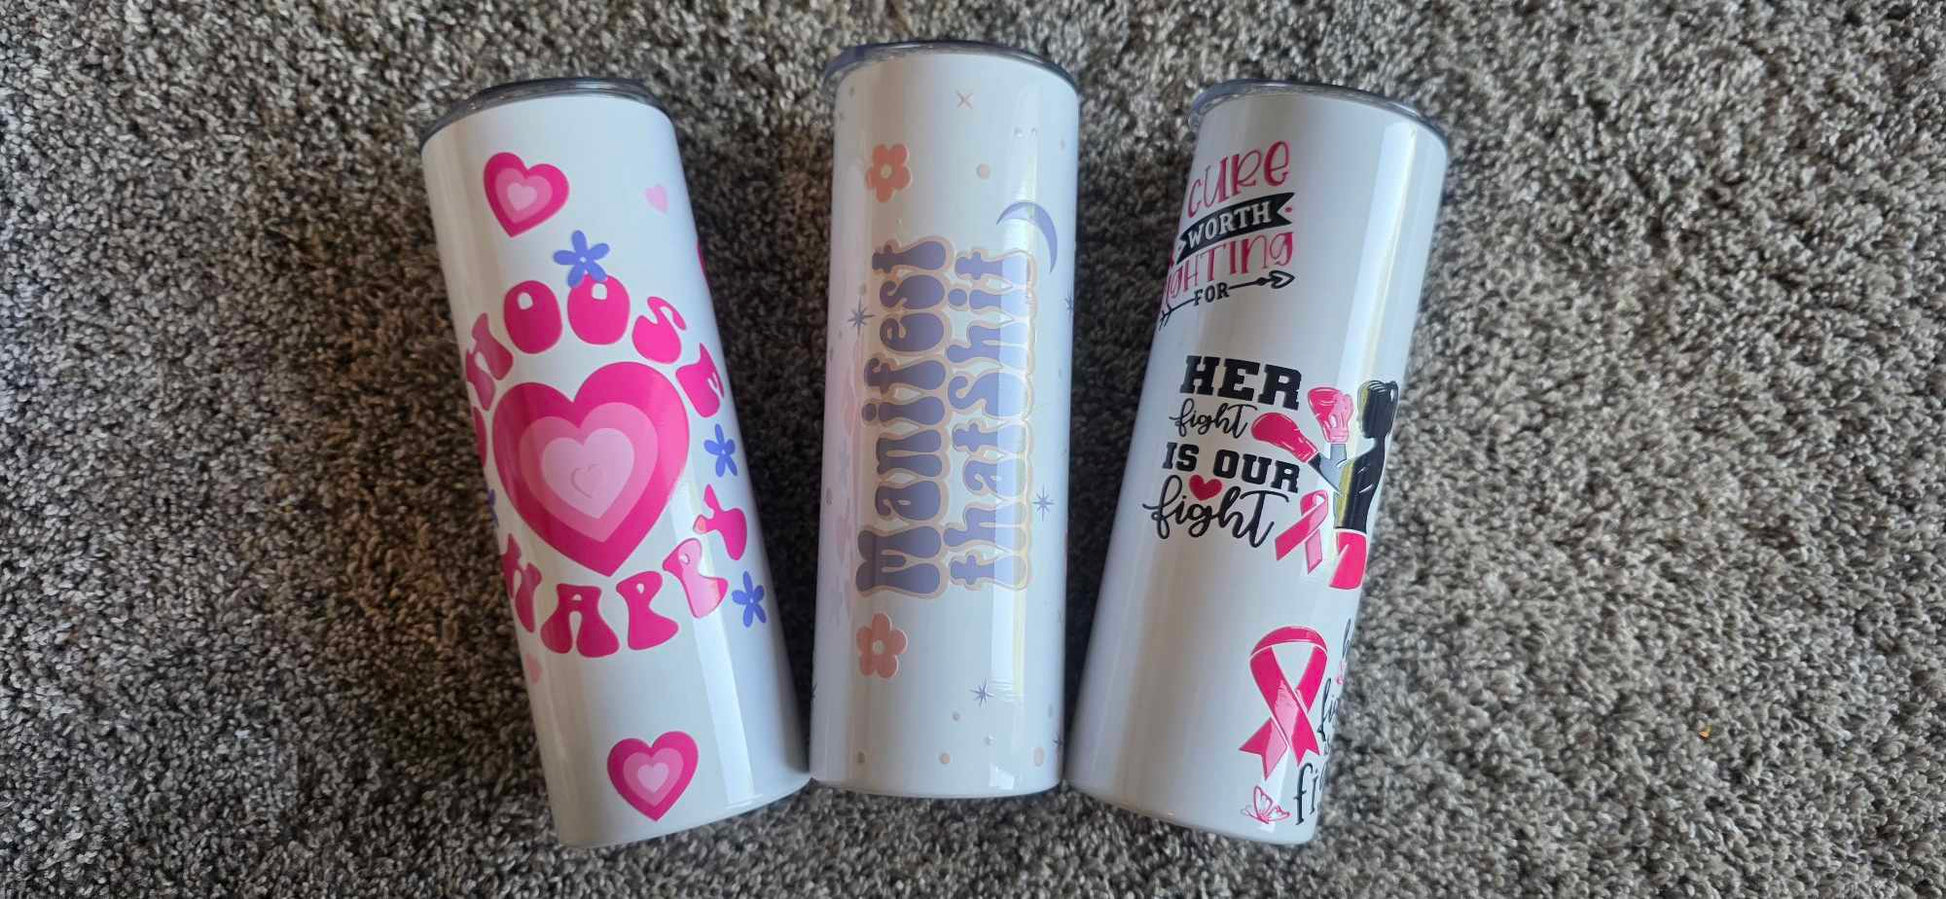 CHOOSE
HAPPY
Manifest
that Shit
CURE
WORTH
FIGHTING
FOR
HER
fight
IS OUR
fight